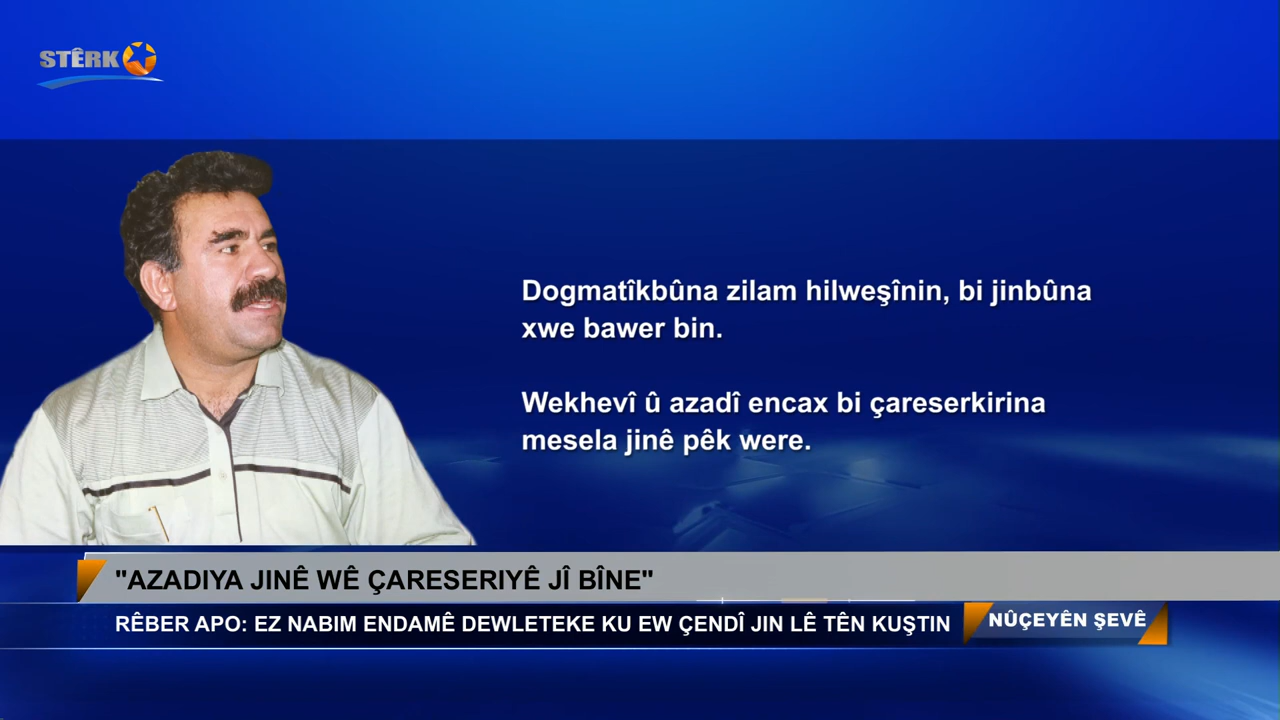 STÊRK
Dogmatîkbûna zilam hilweşînin, bi jinbûna
xwe bawer bin.
Wekhevî û azadî encax bi çareserkirina
mesela jinê pêk were.
"AZADIYA JINÊ WÊ ÇARESERIYÊ JÎ BÎNE"
RÊBER APO: EZ NABIM ENDAMÊ DEWLETEKE KU EW ÇENDÎ JIN LÊ TÊN KUŞTIN
NÛÇEYÊN ŞEVÊ